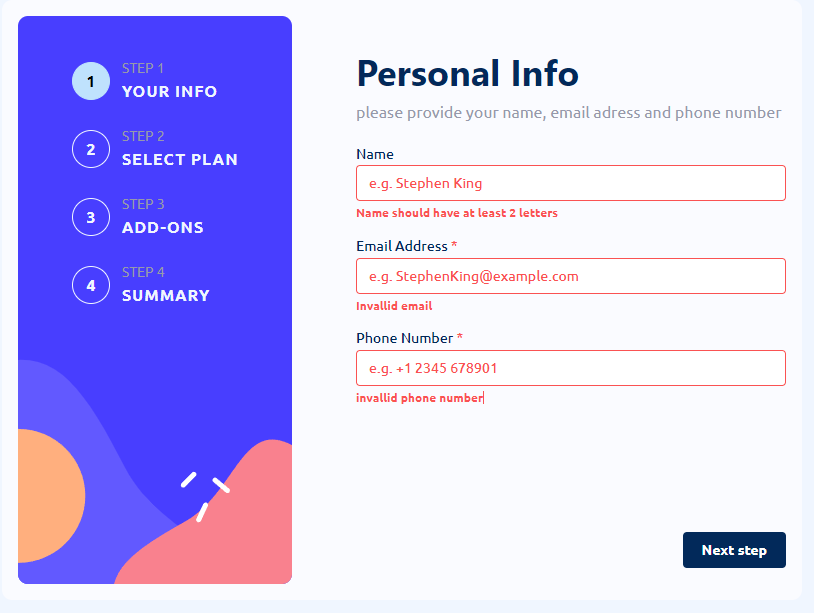 1
STEP 1
YOUR INFO
2
STEP 2
SELECT PLAN
3
STEP 3
ADD-ONS
4
STEP 4
SUMMARY
Personal Info
please provide your name, email adress and phone number
Name
e.g. Stephen King
Name should have at least 2 letters
Email Address *
e.g. StephenKing@example.com
Invallid email
Phone Number *
e.g. +1 2345 678901
invallid phone number
Next step